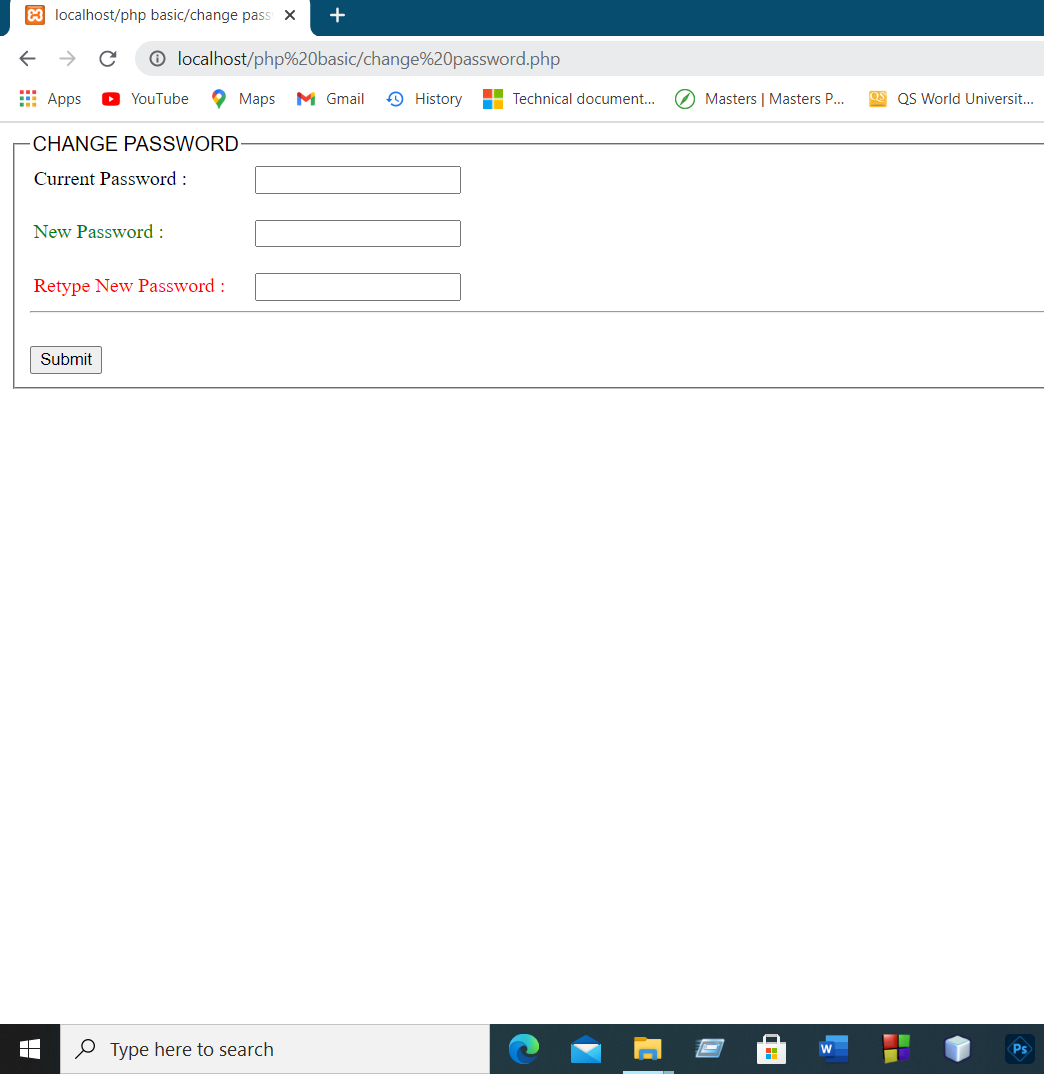 localhost/php basic/change pass
localhost/php%20basic/change%20password.php
Apps YouTube Maps Gmail History Technical document... Masters | Masters P... QS QS World Universit...
CHANGE PASSWORD
Current Password :
New Password :
Retype New Password :
Submit
Type here to search W Ps